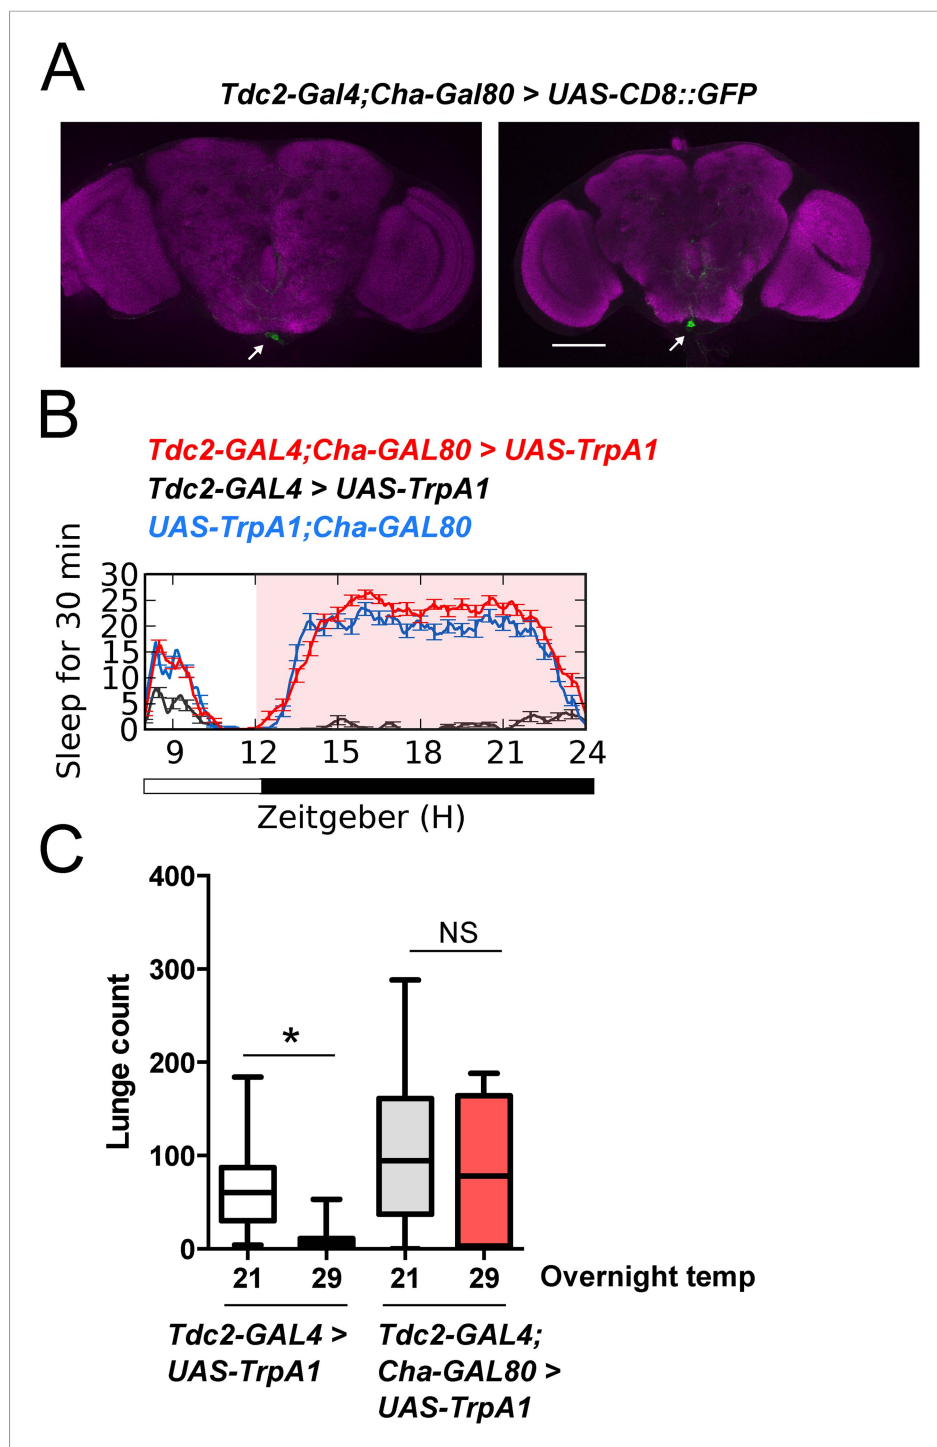 A
Tdc2-Gal4;Cha-Gal80 > UAS-CD8::GFP
B
Tdc2-GAL4;Cha-GAL80 > UAS-TrpA1
Tdc2-GAL4 > UAS-TrpA1
UAS-TrpA1;Cha-GAL80
Sleep for 30 min
30
25
20
15
10
5
0
9 12 15 18 21 24
Zeitgeber (H)
C
Lunge count
400
300
200
100
0
*
NS
21 29 21 29 Overnight temp
Tdc2-GAL4 >
UAS-TrpA1
Tdc2-GAL4;
Cha-GAL80 >
UAS-TrpA1